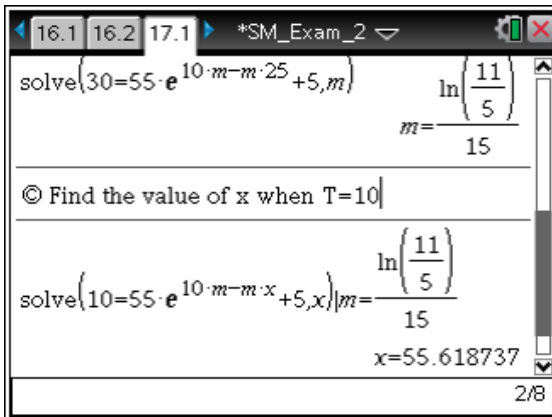 16.1 16.2 17.1 *SM_Exam_2
solve(30=55·e^(10·m−m·25)+5,m)
m=ln(11/5)/15
© Find the value of x when T=10
solve(10=55·e^(10·m−m·x)+5,x)|m=ln(11/5)/15
x=55.618737
2/8